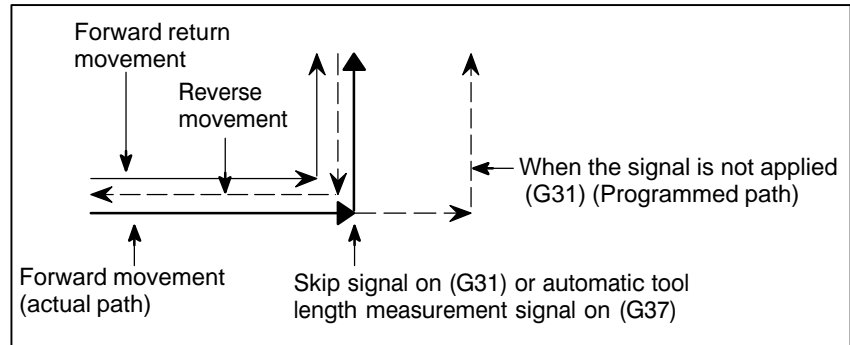 Forward return
movement
Reverse
movement
When the signal is not applied
(G31) (Programmed path)
Forward movement
(actual path)
Skip signal on (G31) or automatic tool
length measurement signal on (G37)